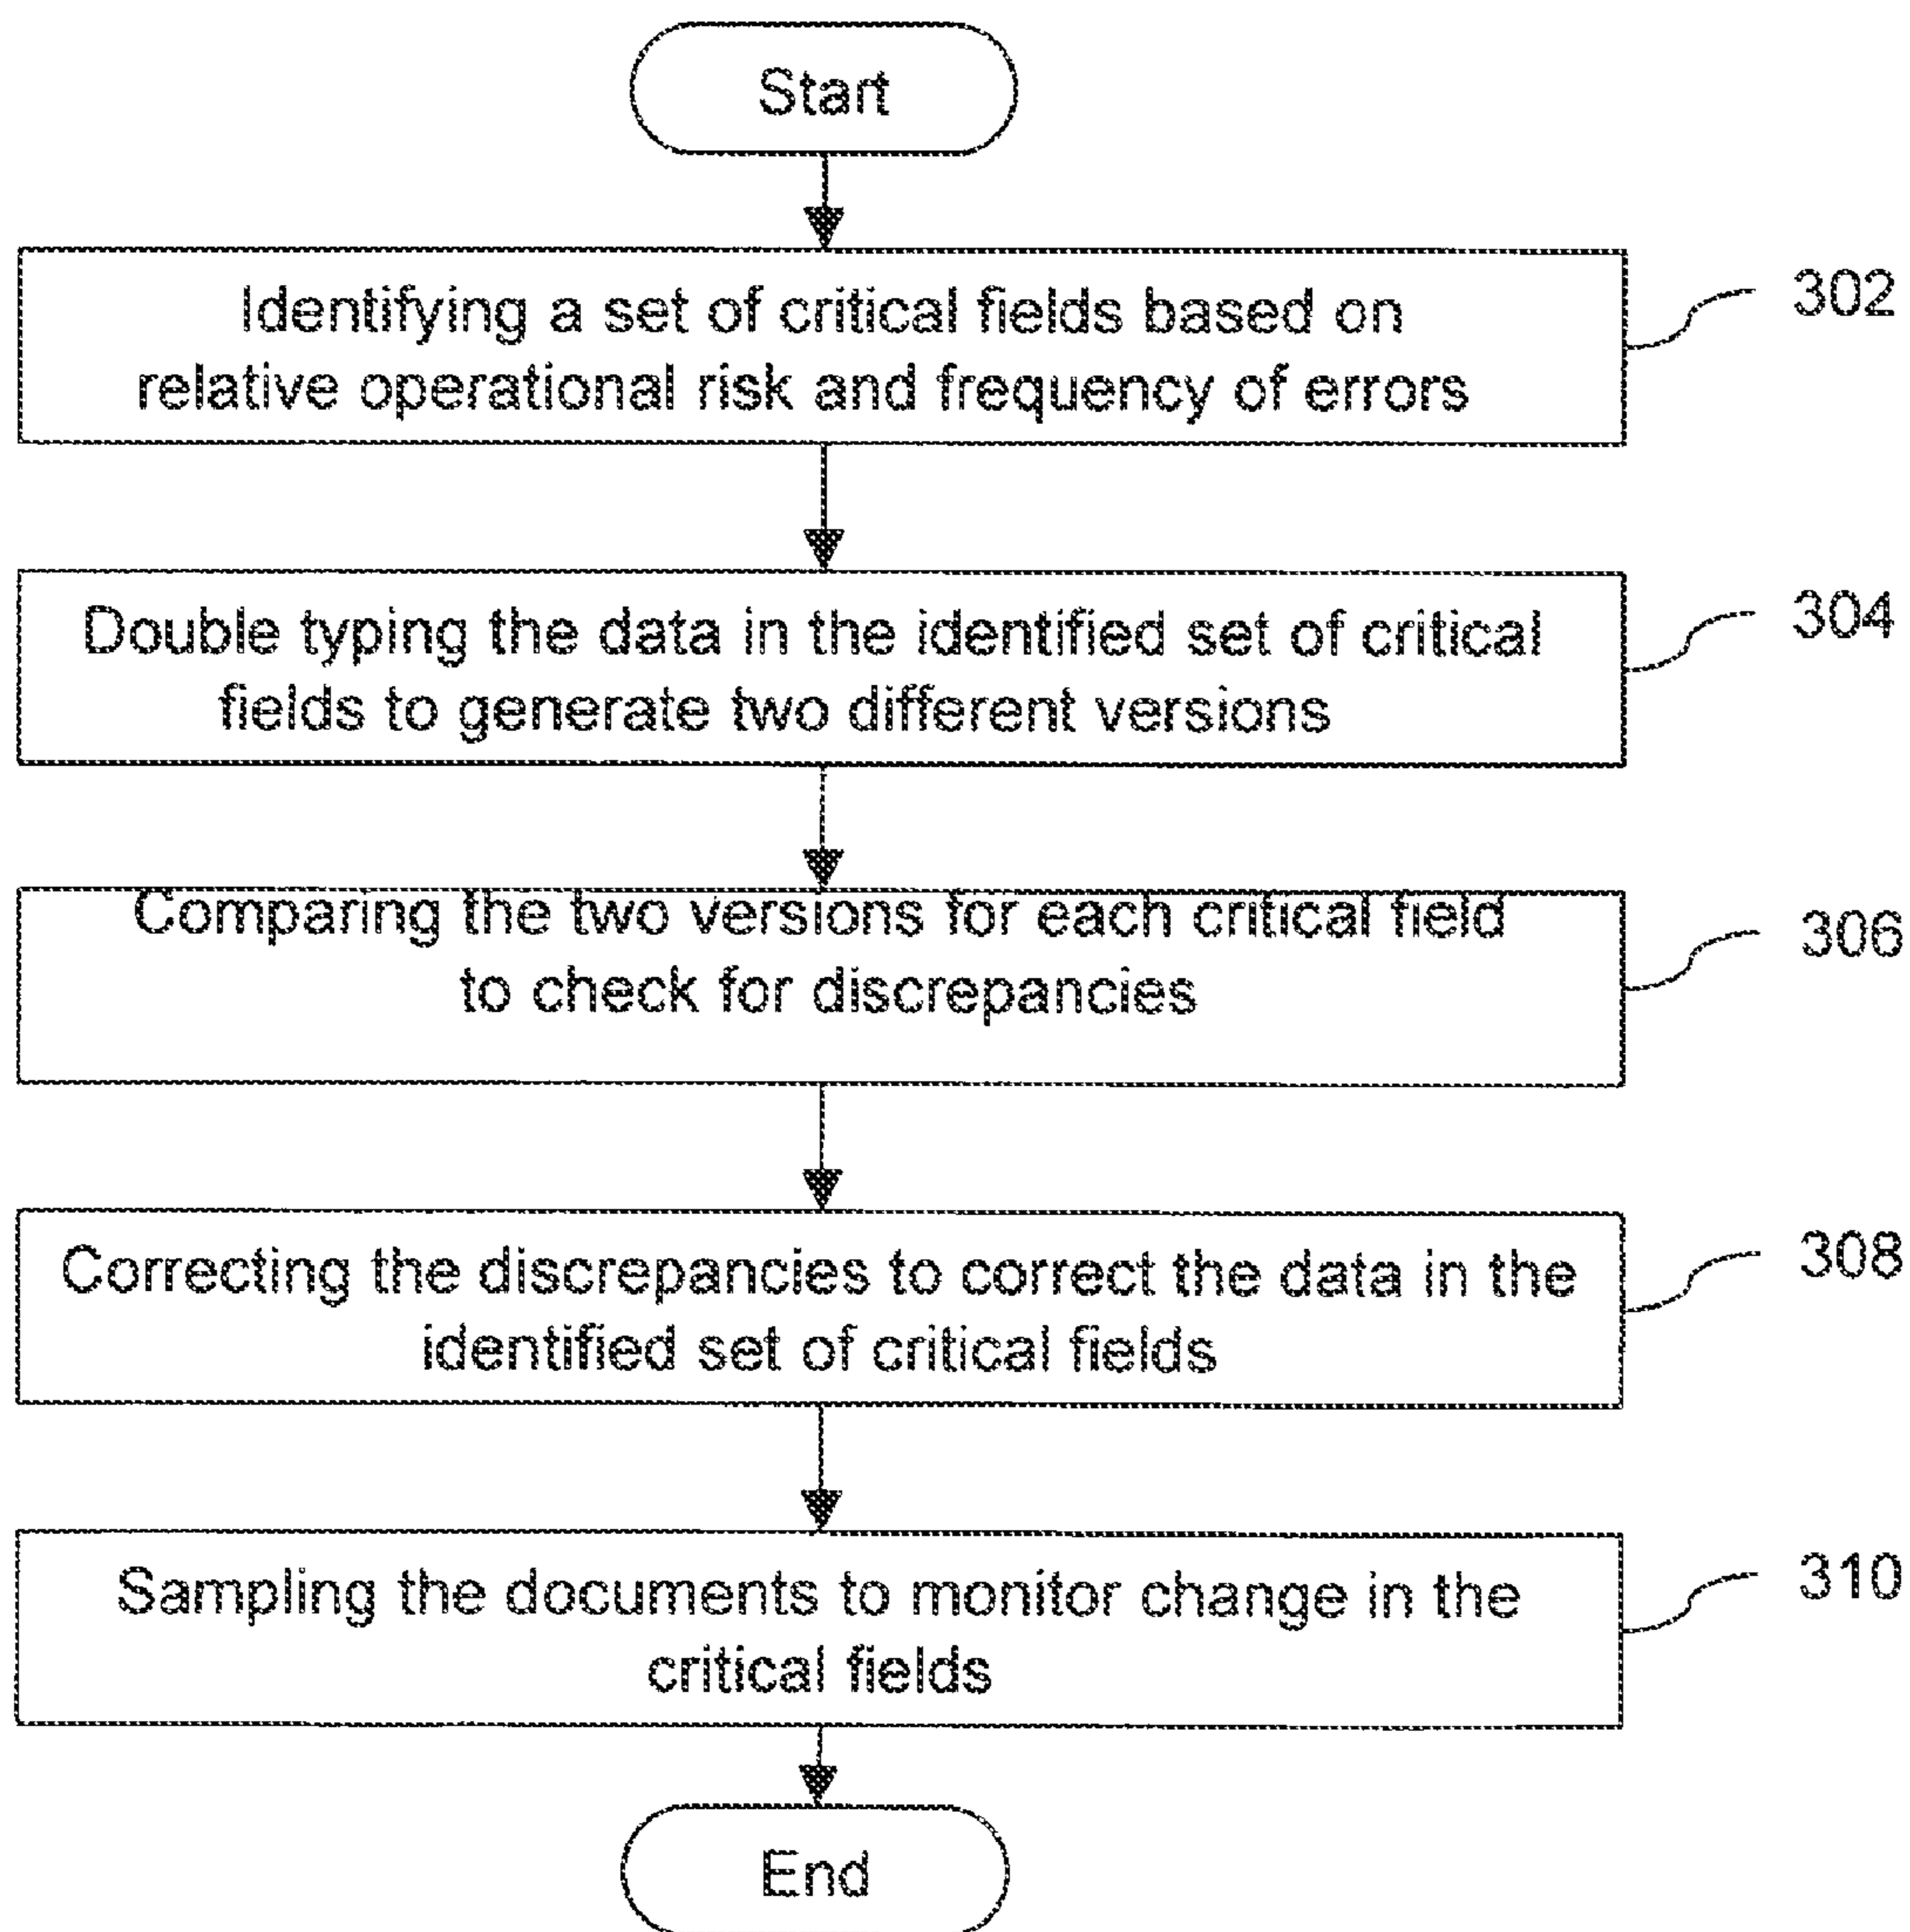 Start
Identifying a set of critical fields based on
relative operational risk and frequency of errors
302
Double typing the data in the identified set of critical
fields to generate two different versions
304
Comparing the two versions for each critical field
to check for discrepancies
306
Correcting the discrepancies to correct the data in the
identified set of critical fields
308
Sampling the documents to monitor change in the
critical fields
310
End